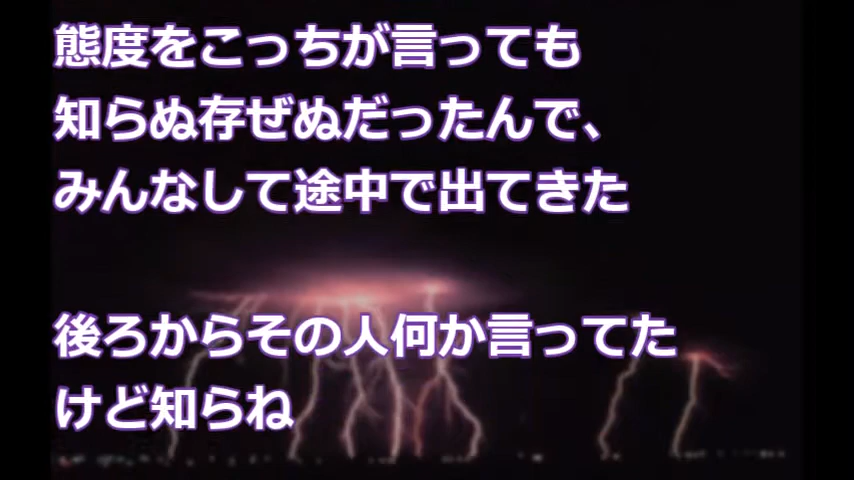 態度をこっちが言っても
知らぬ存ぜぬだったんで、
みんなして途中で出てきた
後ろからその人何か言ってた
けど知らね